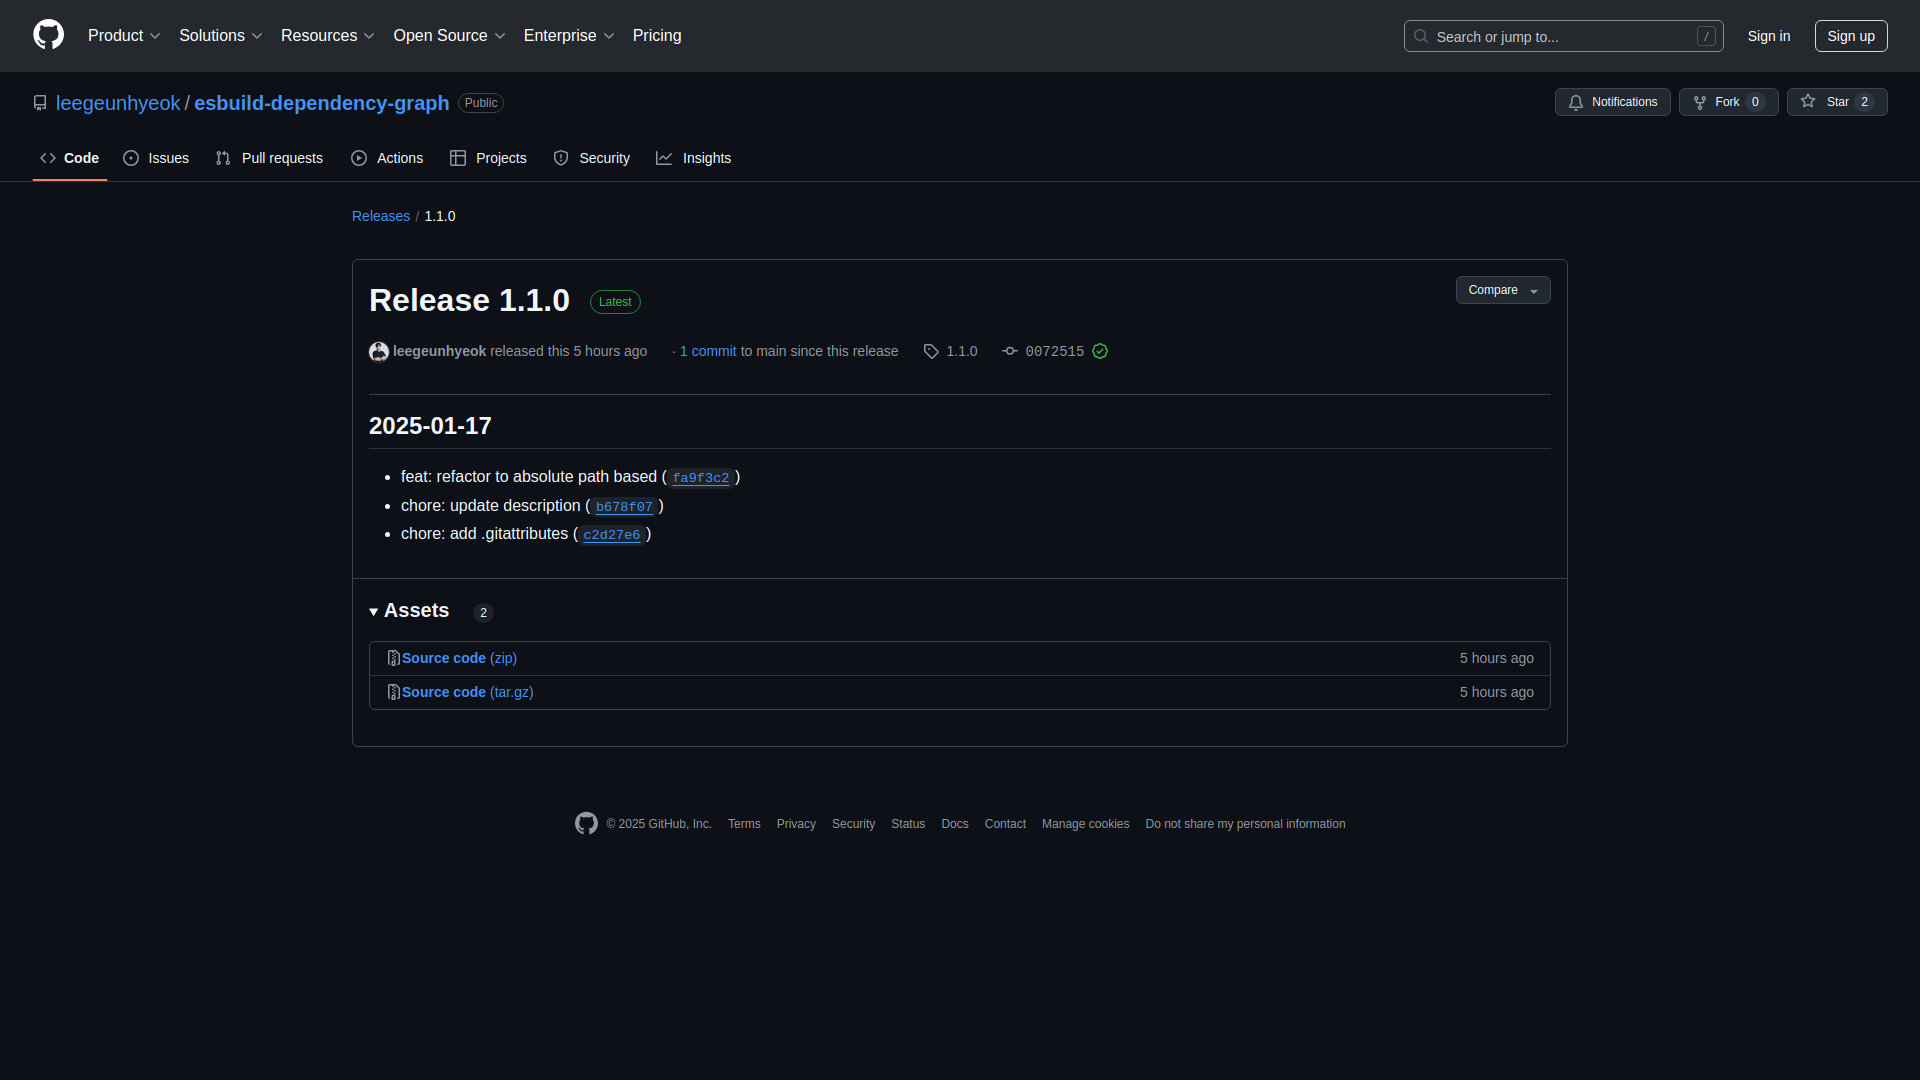 Product Solutions Resources Open Source Enterprise Pricing Search or jump to... / Sign in Sign up
leegeunhyeok / esbuild-dependency-graph Public Notifications Fork 0 Star 2
Code Issues Pull requests Actions Projects Security Insights
Releases / 1.1.0
Release 1.1.0 Latest Compare
leegeunhyeok released this 5 hours ago · 1 commit to main since this release 1.1.0 0072515
2025-01-17
• feat: refactor to absolute path based (fa9f3c2)
• chore: update description (b678f07)
• chore: add .gitattributes (c2d27e6)
Assets 2
Source code (zip) 5 hours ago
Source code (tar.gz) 5 hours ago
© 2025 GitHub, Inc. Terms Privacy Security Status Docs Contact Manage cookies Do not share my personal information